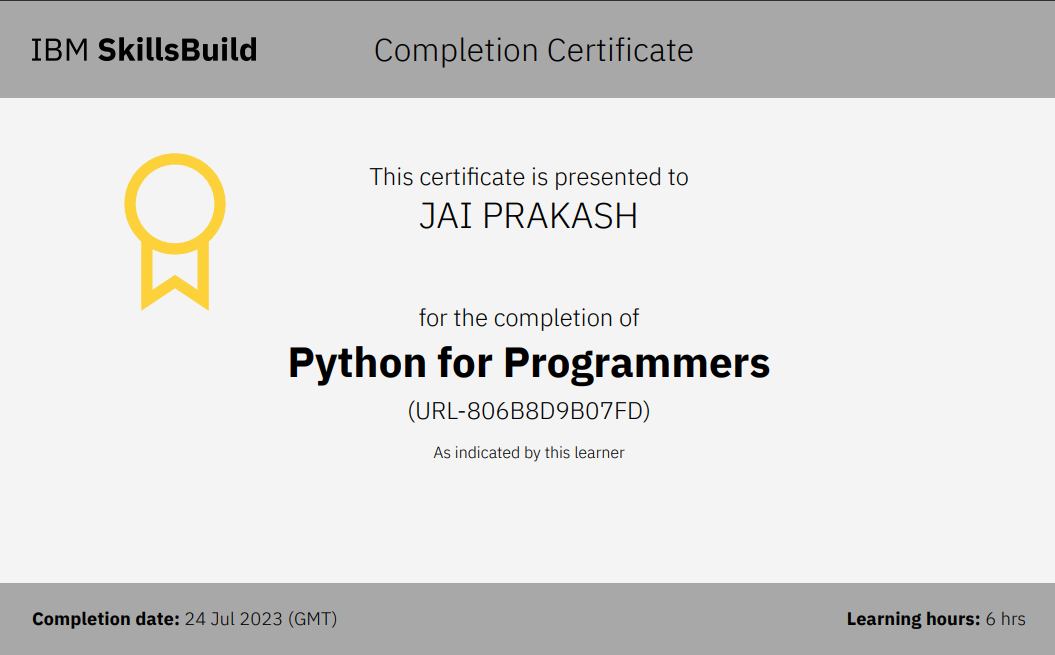 IBM SkillsBuild
Completion Certificate
This certificate is presented to
JAI PRAKASH
for the completion of
Python for Programmers
(URL-806B8D9B07FD)
As indicated by this learner
Completion date: 24 Jul 2023 (GMT)
Learning hours: 6 hrs